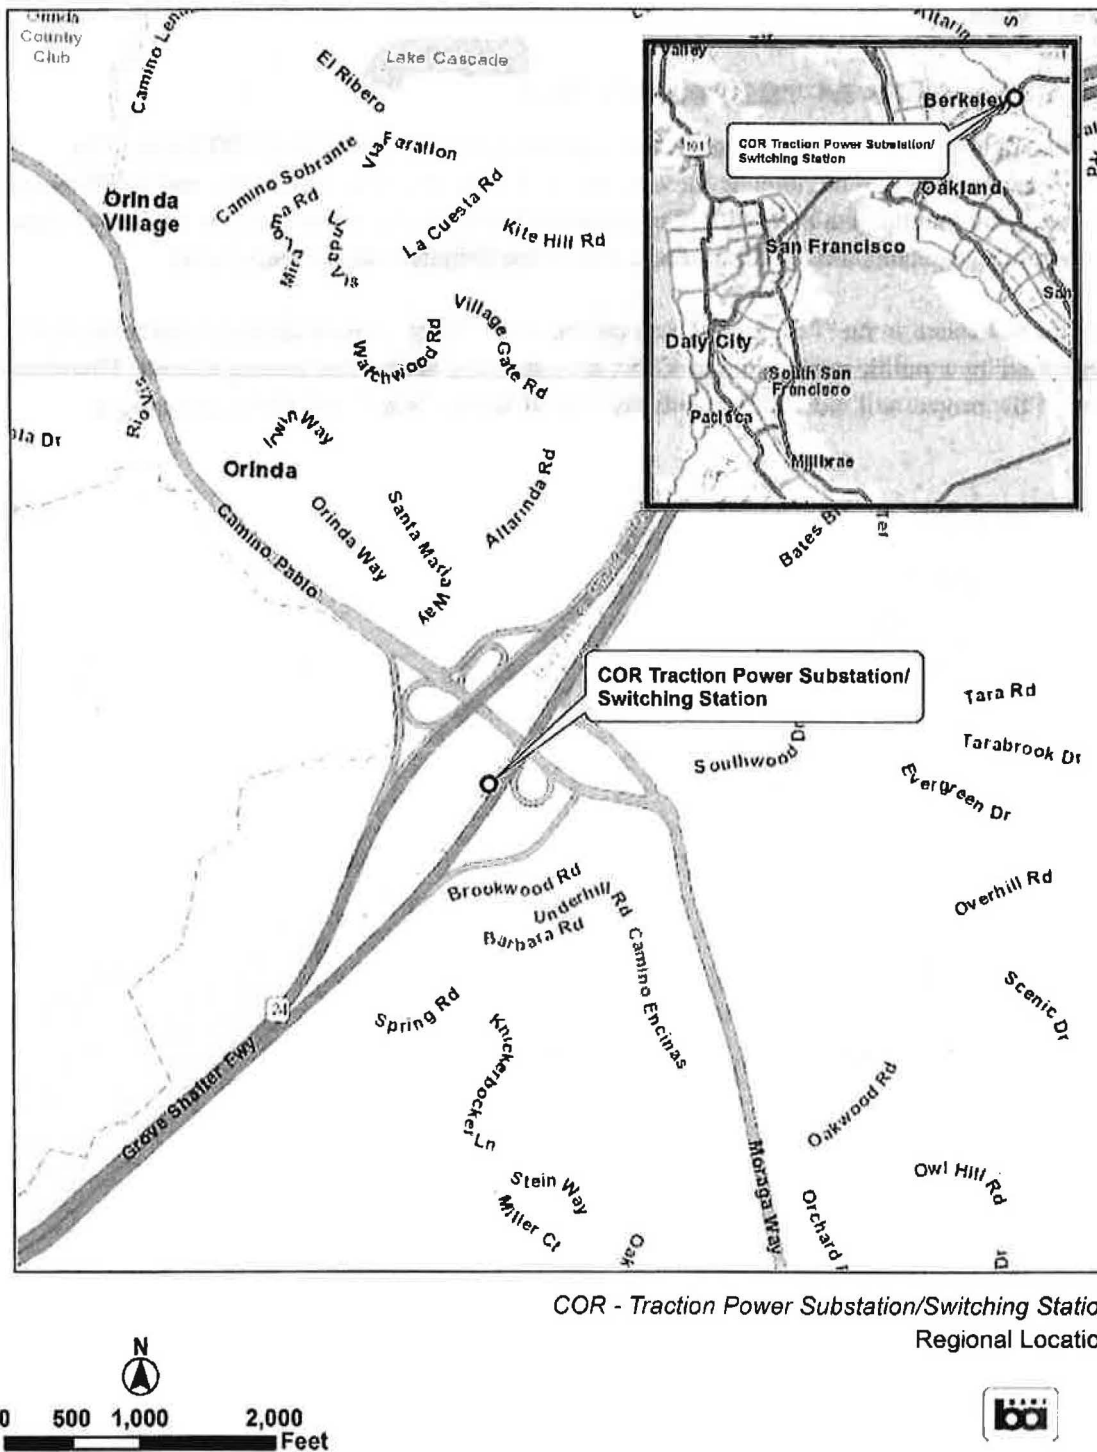 Orinda
Country
Club
Camino
El Ribero
Lake Cascade
Via Farallon
Camino Sobrante
Orinda
Village
Loma Rd
Mira
La Cuesta Rd
Kite Hill Rd
Village Gate Rd
Watchwood Rd
Rio Vis
Irwin Way
Orinda
Orinda Way
Santa Maria Way
Altarinda Rd
Camino Pablo
Valley
Berkeley
101
COR Traction Power Substation/
Switching Station
Oakland
San Francisco
San
Daly City
South San
Francisco
Pacifica
Millbrae
Bates
COR Traction Power Substation/
Switching Station
Tara Rd
Tarabrook Dr
Southwood Dr
Evergreen Dr
Brookwood Rd
Underhill Rd
Barbara Rd
Camino Encinas
Overhill Rd
24
Spring Rd
Knickerbocker Ln
Scenic Dr
Grove Shafter Fwy
Oakwood Rd
Stein Way
Miller Ct
Moraga Way
Owl Hill Rd
Orchard
Oak
Dr
COR - Traction Power Substation/Switching Statio
Regional Locatio
N
0 500 1,000 2,000
Feet